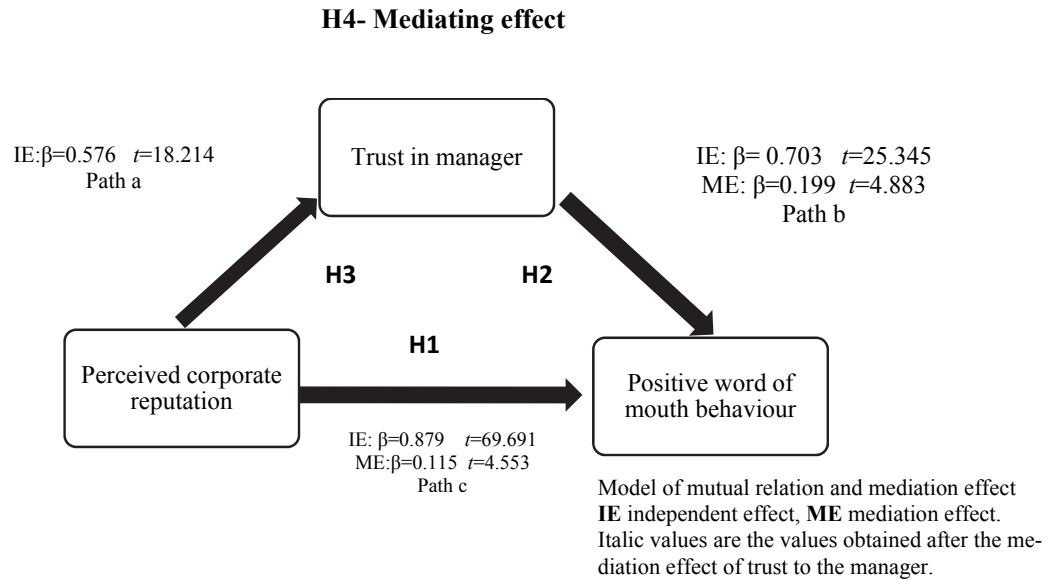 H4- Mediating effect
IE:β=0.576 t=18.214
Path a
Trust in manager
IE: β= 0.703 t=25.345
ME: β=0.199 t=4.883
Path b
H3
H2
H1
Perceived corporate
reputation
Positive word of
mouth behaviour
IE: β=0.879 t=69.691
ME:β=0.115 t=4.553
Path c
Model of mutual relation and mediation effect
IE independent effect, ME mediation effect.
Italic values are the values obtained after the me-
diation effect of trust to the manager.